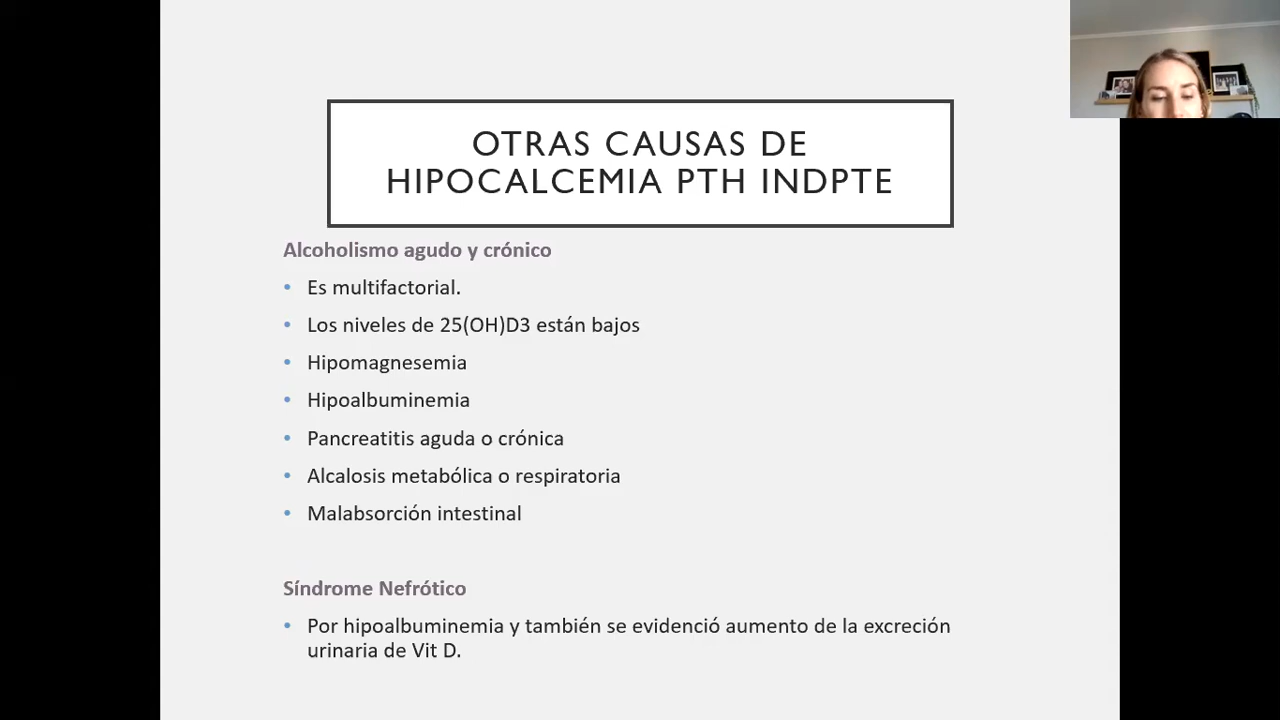 OTRAS CAUSAS DE
HIPOCALCEMIA PTH INDPTE
Alcoholismo agudo y crónico
• Es multifactorial.
• Los niveles de 25(OH)D3 están bajos
• Hipomagnesemia
• Hipoalbuminemia
• Pancreatitis aguda o crónica
• Alcalosis metabólica o respiratoria
• Malabsorción intestinal
Síndrome Nefrótico
• Por hipoalbuminemia y también se evidenció aumento de la excreción
urinaria de Vit D.